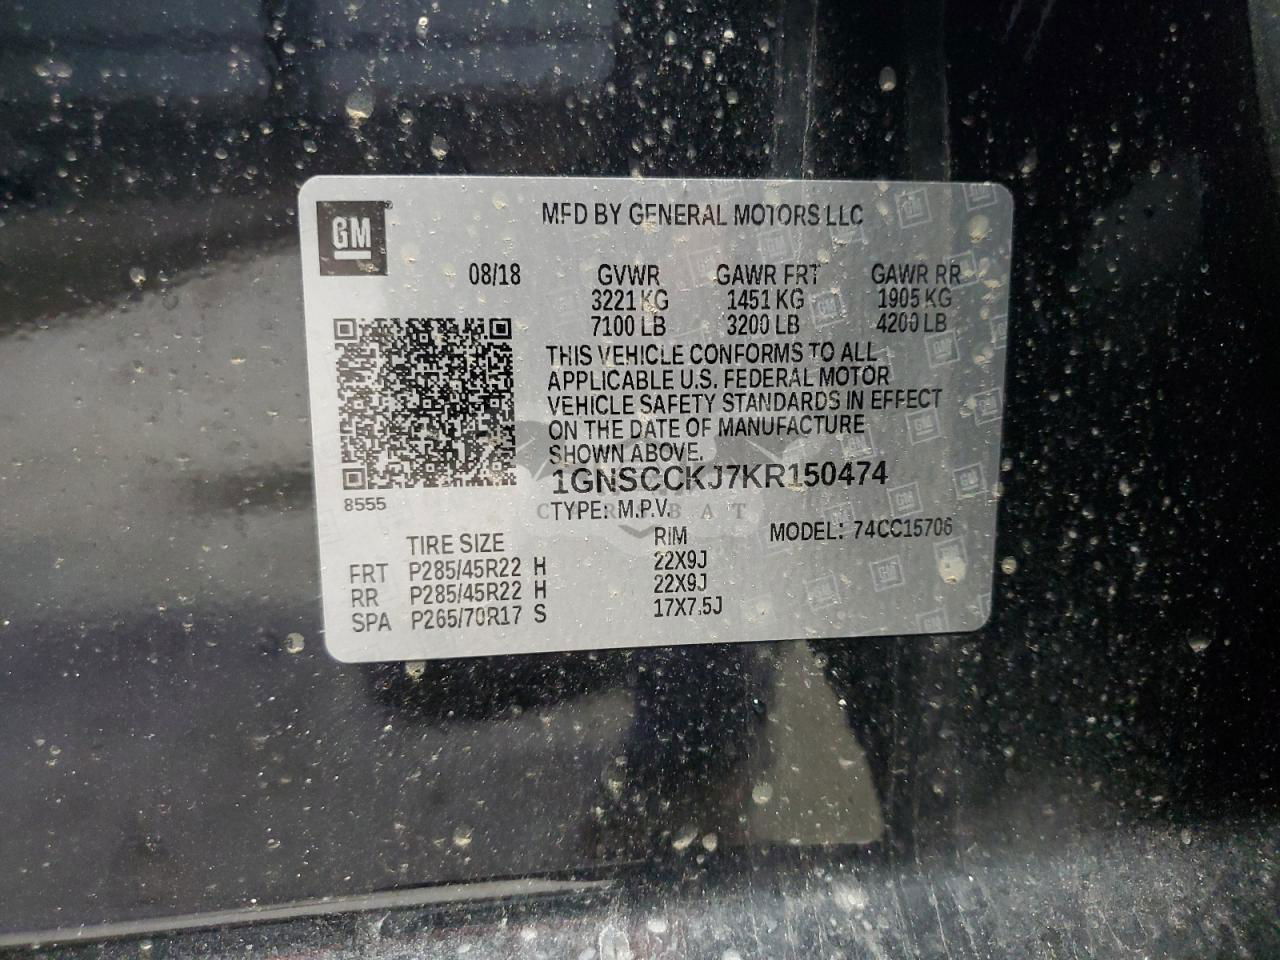 GM
MFD BY GENERAL MOTORS LLC
08/18 GVWR GAWR FRT GAWR RR
3221 KG 1451 KG 1905 KG
7100 LB 3200 LB 4200 LB
THIS VEHICLE CONFORMS TO ALL
APPLICABLE U.S. FEDERAL MOTOR
VEHICLE SAFETY STANDARDS IN EFFECT
ON THE DATE OF MANUFACTURE
SHOWN ABOVE.
8555
1GNSCCKJ7KR150474
TYPE: M.P.V.
MODEL: 74CC15706
TIRE SIZE RIM
FRT P285/45R22 H 22X9J
RR P285/45R22 H 22X9J
SPA P265/70R17 S 17X7.5J